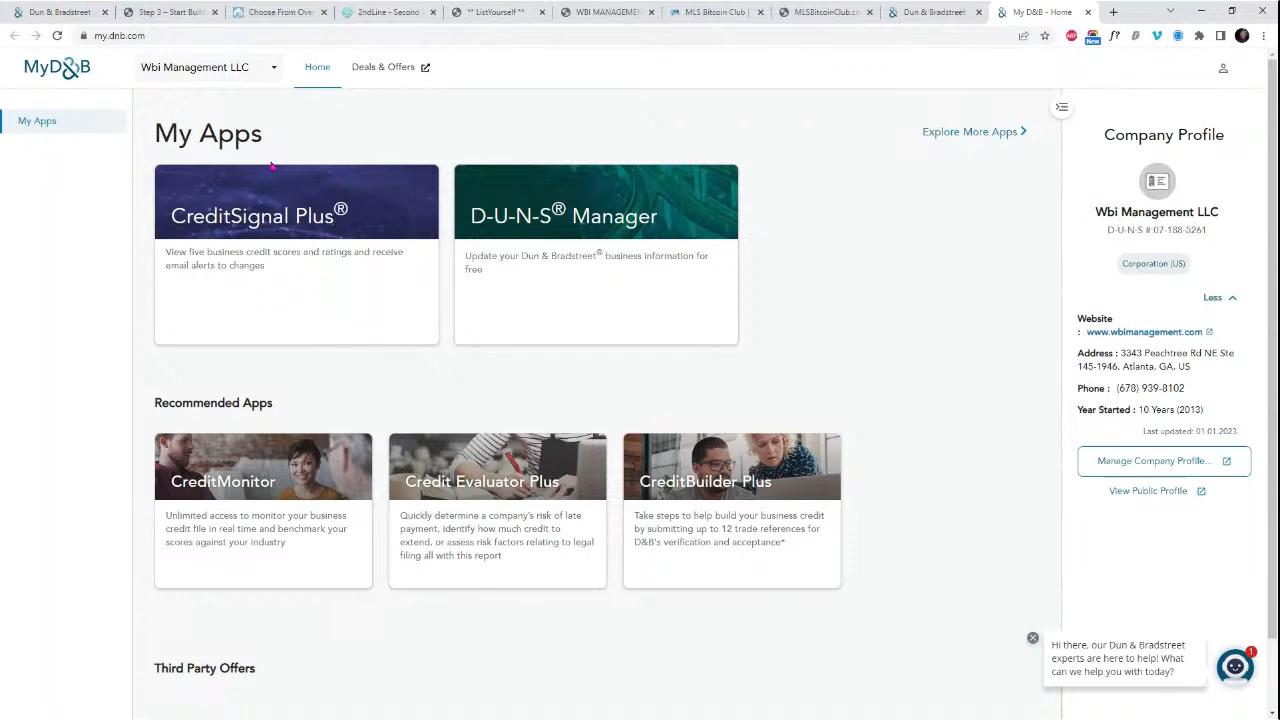 Dun & Bradstreet
Step 3 – Start Build
Choose From Over
2ndLine - Second
** ListYourself
WBI MANAGEMEN
MLS Bitcoin Club |
MLSBitcoinClub.co
Dun & Bradstreet
My D&B - Home
my.dnb.com
ABP
New
f?
MyD&B
Wbi Management LLC
Home
Deals & Offers
My Apps
My Apps
Explore More Apps
CreditSignal Plus®
View five business credit scores and ratings and receive
email alerts to changes
D-U-N-S® Manager
Update your Dun & Bradstreet® business information for
free
Recommended Apps
CreditMonitor
Unlimited access to monitor your business
credit file in real time and benchmark your
scores against your industry
Credit Evaluator Plus
Quickly determine a company's risk of late
payment, identify how much credit to
extend, or assess risk factors relating to legal
filing all with this report
CreditBuilder Plus
Take steps to help build your business credit
by submitting up to 12 trade references for
D&B's verification and acceptance*
Third Party Offers
Company Profile
Wbi Management LLC
D-U-N-S #:07-188-5261
Corporation (US)
Less
Website
: www.wbimanagement.com
Address : 3343 Peachtree Rd NE Ste
145-1946, Atlanta, GA, US
Phone : (678) 939-8102
Year Started : 10 Years (2013)
Last updated: 01.01.2023
Manage Company Profile...
View Public Profile
Hi there, our Dun & Bradstreet
experts are here to help! What
can we help you with today?
1